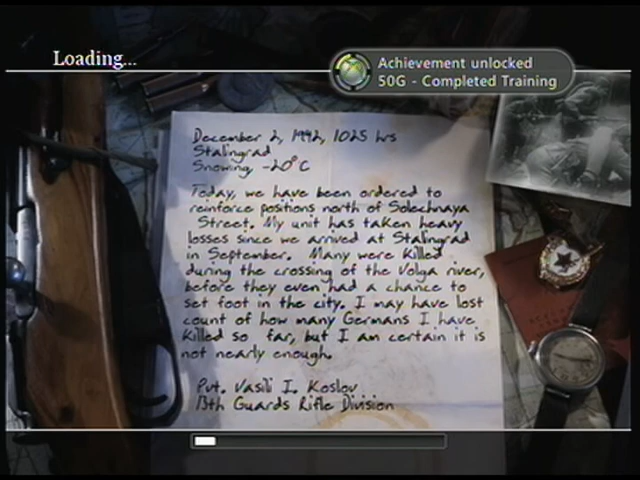 Loading...
Achievement unlocked
50G - Completed Training
December 2, 1942, 1025 hrs
Stalingrad
Snowing, -20°C
Today, we have been ordered to
reinforce positions north of Solechnaya
Street. My unit has taken heavy
losses since we arrived at Stalingrad
in September. Many were killed
during the crossing of the Volga river,
before they even had a chance to
set foot in the city. I may have lost
count of how many Germans I have
killed so far, but I am certain it is
not nearly enough.
Pvt. Vasili I. Koslov
13th Guards Rifle Division